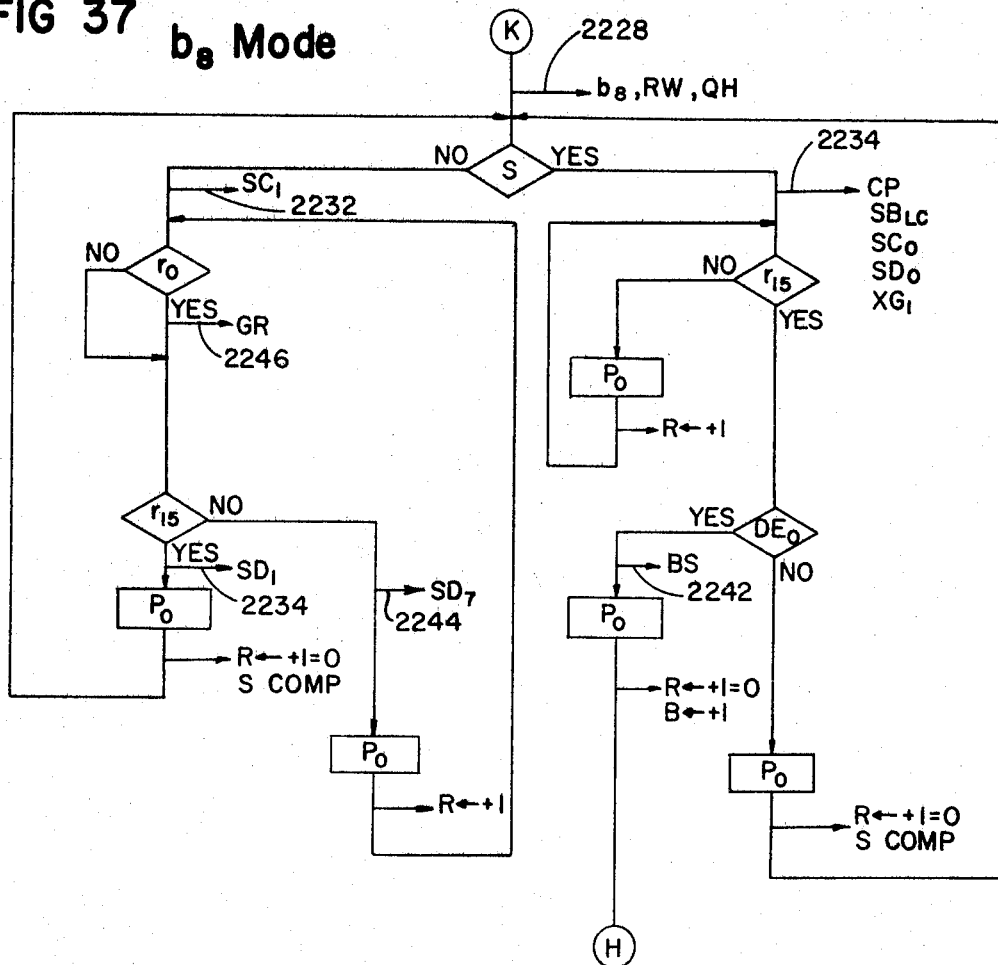 FIG 37
b₈ Mode
K
2228
b₈, RW, QH
NO
S
YES
SC₁
2232
2234
CP
SB_LC
SC₀
SD₀
XG₁
NO
r₀
YES
GR
2246
NO
r₁₅
YES
P₀
R←+1
r₁₅
NO
YES
SD₁
2234
P₀
R←+1=0
S COMP
SD₇
2244
P₀
R←+1
YES
DE₀
NO
BS
2242
P₀
R←+1=0
B←+1
P₀
R←+1=0
S COMP
H